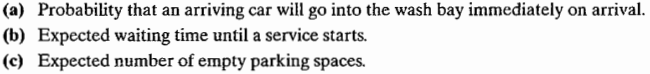 (a) Probability that an arriving car will go into the wash bay immediately on arrival.
(b) Expected waiting time until a service starts.
(c) Expected number of empty parking spaces.